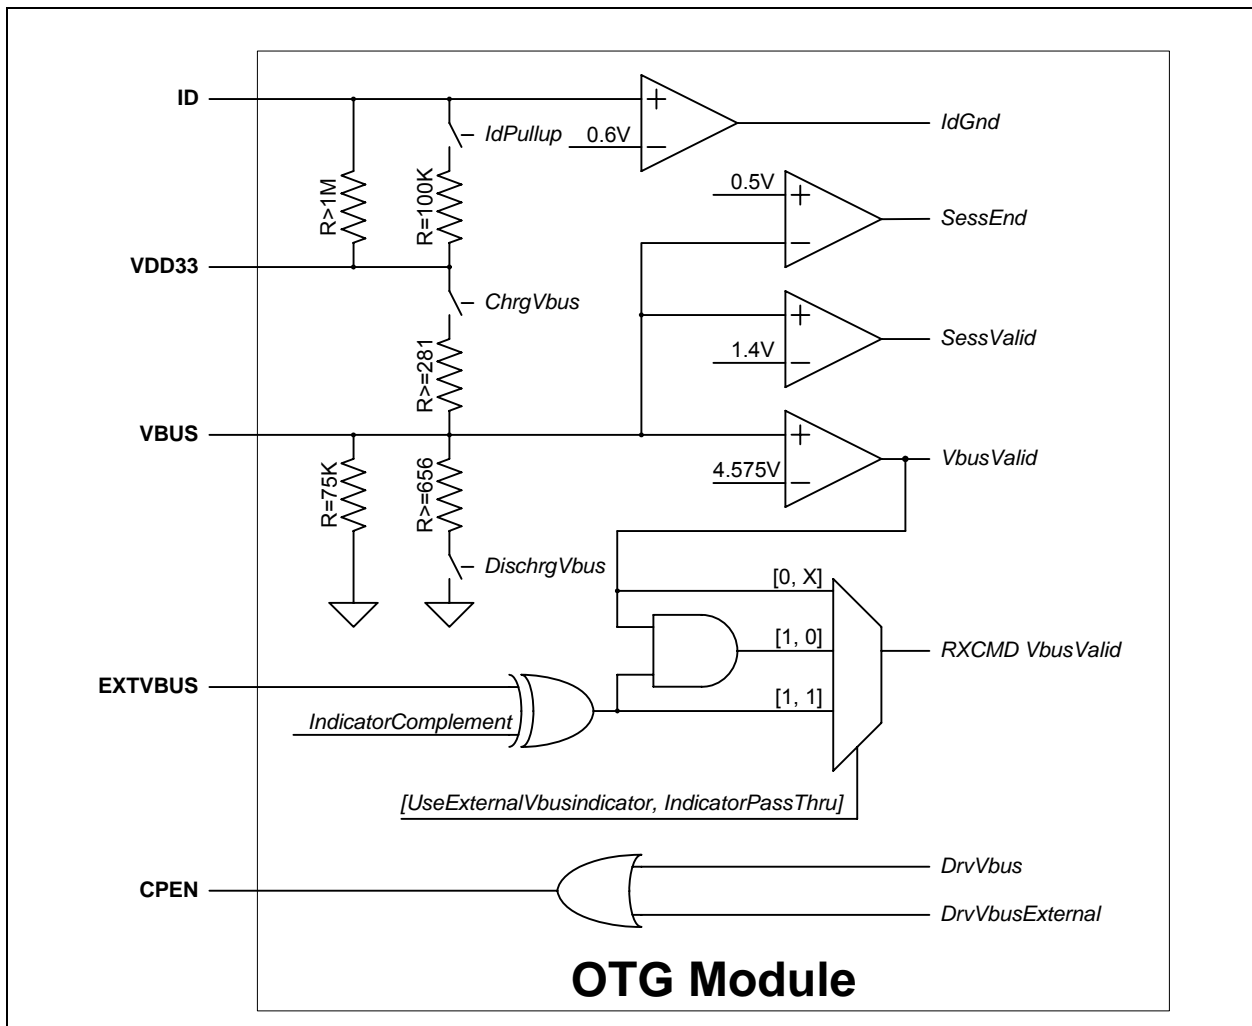 ID
IdPullup
0.6V
IdGnd
R>1M
R=100K
0.5V
SessEnd
VDD33
ChrgVbus
R>=281
1.4V
SessValid
VBUS
R=75K
R>=656
4.575V
VbusValid
DischrgVbus
[0, X]
[1, 0]
RXCMD VbusValid
EXTVBUS
[1, 1]
IndicatorComplement
[UseExternalVbusindicator, IndicatorPassThru]
DrvVbus
CPEN
DrvVbusExternal
OTG Module